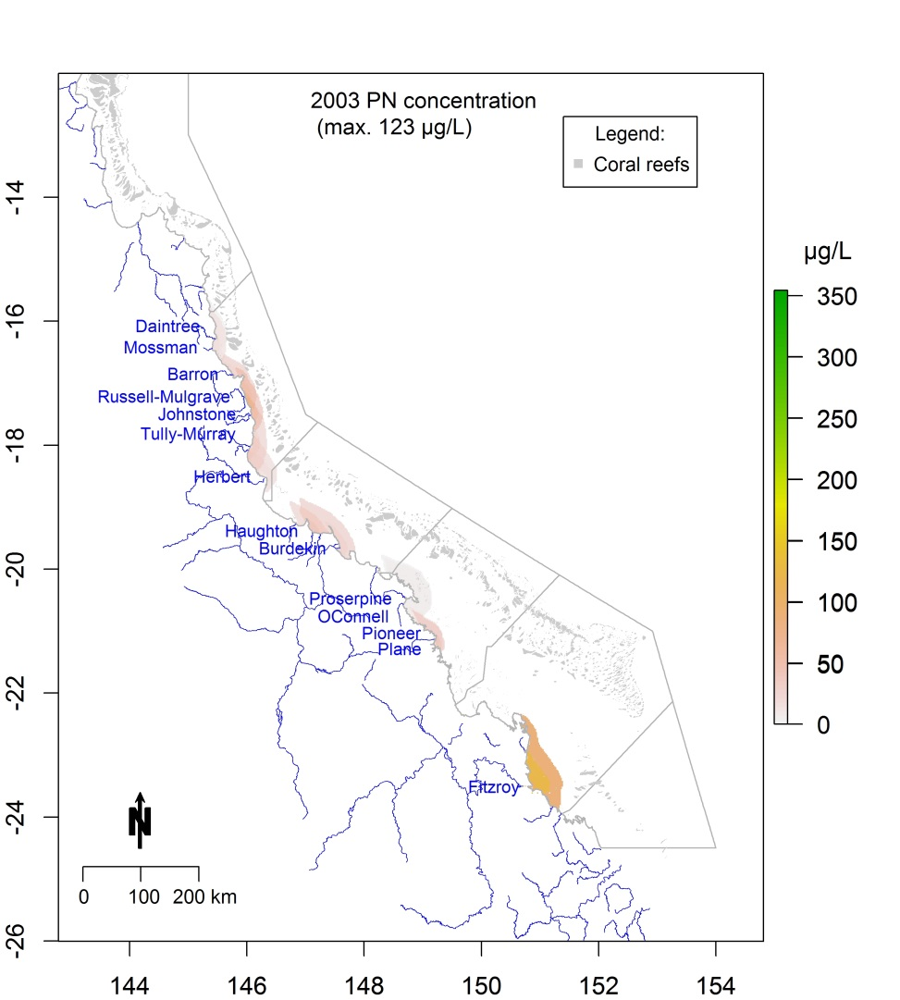 2003 PN concentration
(max. 123 µg/L)
Legend:
Coral reefs
-14
-16
-18
-20
-22
-24
-26
µg/L
350
300
250
200
150
100
50
0
Daintree
Mossman
Barron
Russell-Mulgrave
Johnstone
Tully-Murray
Herbert
Haughton
Burdekin
Proserpine
OConnell
Pioneer
Plane
Fitzroy
N
0 100 200 km
144 146 148 150 152 154